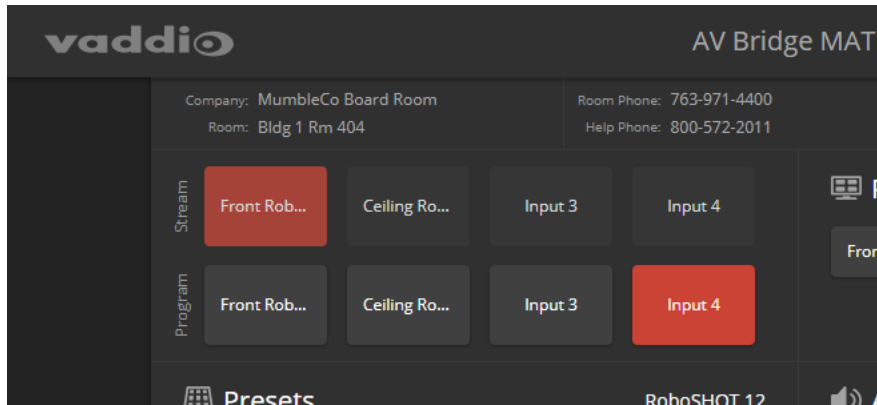 vaddio
AV Bridge MAT
Company: MumbleCo Board Room
Room: Bldg 1 Rm 404
Room Phone: 763-971-4400
Help Phone: 800-572-2011
Stream
Front Rob...
Ceiling Ro...
Input 3
Input 4
Program
Front Rob...
Ceiling Ro...
Input 3
Input 4
Fron
Presets
RoboSHOT 12